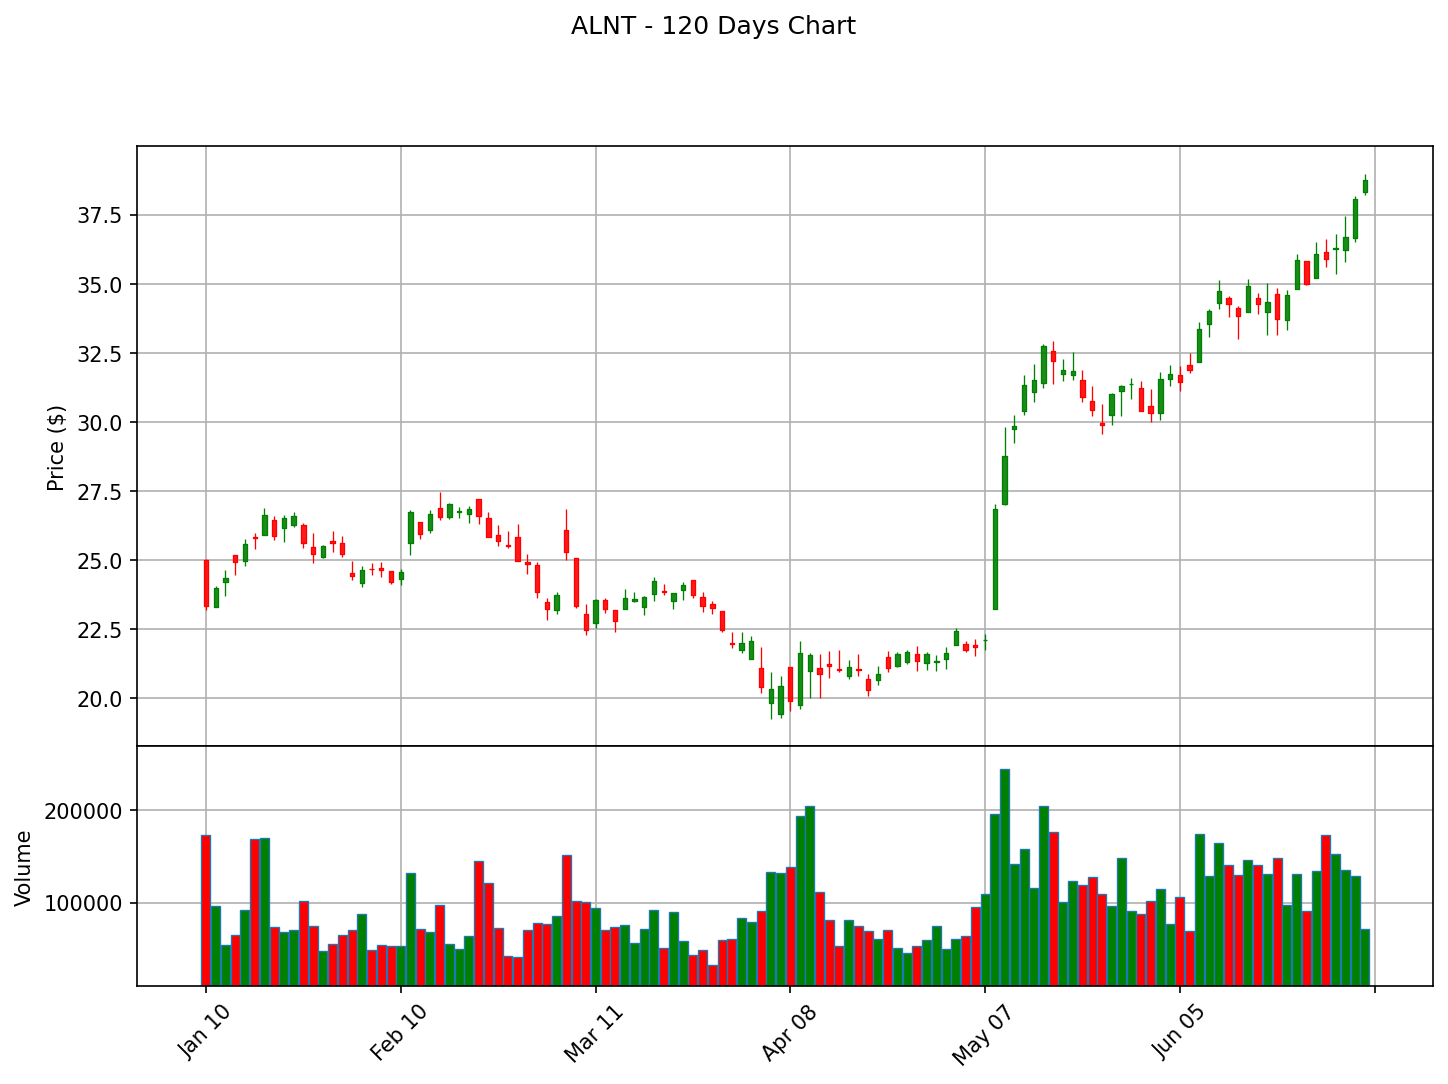 ALNT - 120 Days Chart
Price ($)
37.5
35.0
32.5
30.0
27.5
25.0
22.5
20.0
Volume
200000
100000
Jan 10
Feb 10
Mar 11
Apr 08
May 07
Jun 05